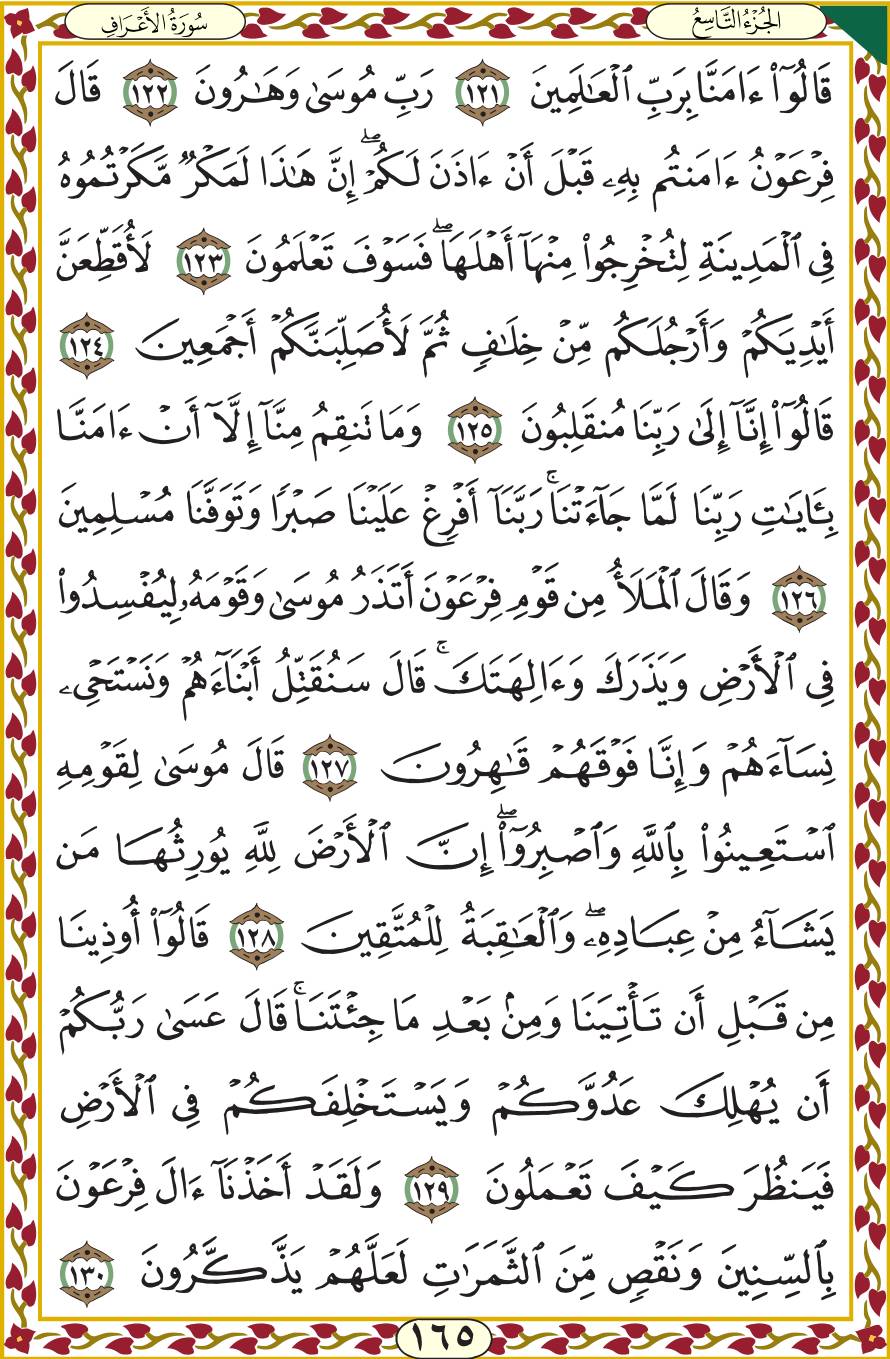 الجُزْءُ التَّاسِعُ
سُورَةُ الأَعْرَافِ
قَالُوٓا۟ ءَامَنَّا بِرَبِّ ٱلْعَـٰلَمِينَ ١٢١ رَبِّ مُوسَىٰ وَهَـٰرُونَ ١٢٢ قَالَ
فِرْعَوْنُ ءَامَنتُم بِهِۦ قَبْلَ أَنْ ءَاذَنَ لَكُمْ ۖ إِنَّ هَـٰذَا لَمَكْرٌ مَّكَرْتُمُوهُ
فِى ٱلْمَدِينَةِ لِتُخْرِجُوا۟ مِنْهَآ أَهْلَهَا ۖ فَسَوْفَ تَعْلَمُونَ ١٢٣ لَأُقَطِّعَنَّ
أَيْدِيَكُمْ وَأَرْجُلَكُم مِّنْ خِلَـٰفٍ ثُمَّ لَأُصَلِّبَنَّكُمْ أَجْمَعِينَ ١٢٤
قَالُوٓا۟ إِنَّآ إِلَىٰ رَبِّنَا مُنقَلِبُونَ ١٢٥ وَمَا تَنقِمُ مِنَّآ إِلَّآ أَنْ ءَامَنَّا
بِـَٔايَـٰتِ رَبِّنَا لَمَّا جَآءَتْنَا ۚ رَبَّنَآ أَفْرِغْ عَلَيْنَا صَبْرًا وَتَوَفَّنَا مُسْلِمِينَ
١٢٦ وَقَالَ ٱلْمَلَأُ مِن قَوْمِ فِرْعَوْنَ أَتَذَرُ مُوسَىٰ وَقَوْمَهُۥ لِيُفْسِدُوا۟
فِى ٱلْأَرْضِ وَيَذَرَكَ وَءَالِهَتَكَ ۚ قَالَ سَنُقَتِّلُ أَبْنَآءَهُمْ وَنَسْتَحْىِۦ
نِسَآءَهُمْ وَإِنَّا فَوْقَهُمْ قَـٰهِرُونَ ١٢٧ قَالَ مُوسَىٰ لِقَوْمِهِ
ٱسْتَعِينُوا۟ بِٱللَّهِ وَٱصْبِرُوٓا۟ ۖ إِنَّ ٱلْأَرْضَ لِلَّهِ يُورِثُهَا مَن
يَشَآءُ مِنْ عِبَادِهِۦ ۖ وَٱلْعَـٰقِبَةُ لِلْمُتَّقِينَ ١٢٨ قَالُوٓا۟ أُوذِينَا
مِن قَبْلِ أَن تَأْتِيَنَا وَمِنۢ بَعْدِ مَا جِئْتَنَا ۚ قَالَ عَسَىٰ رَبُّكُمْ
أَن يُهْلِكَ عَدُوَّكُمْ وَيَسْتَخْلِفَكُمْ فِى ٱلْأَرْضِ
فَيَنظُرَ كَيْفَ تَعْمَلُونَ ١٢٩ وَلَقَدْ أَخَذْنَآ ءَالَ فِرْعَوْنَ
بِٱلسِّنِينَ وَنَقْصٍ مِّنَ ٱلثَّمَرَٰتِ لَعَلَّهُمْ يَذَّكَّرُونَ ١٣٠
١٦٥